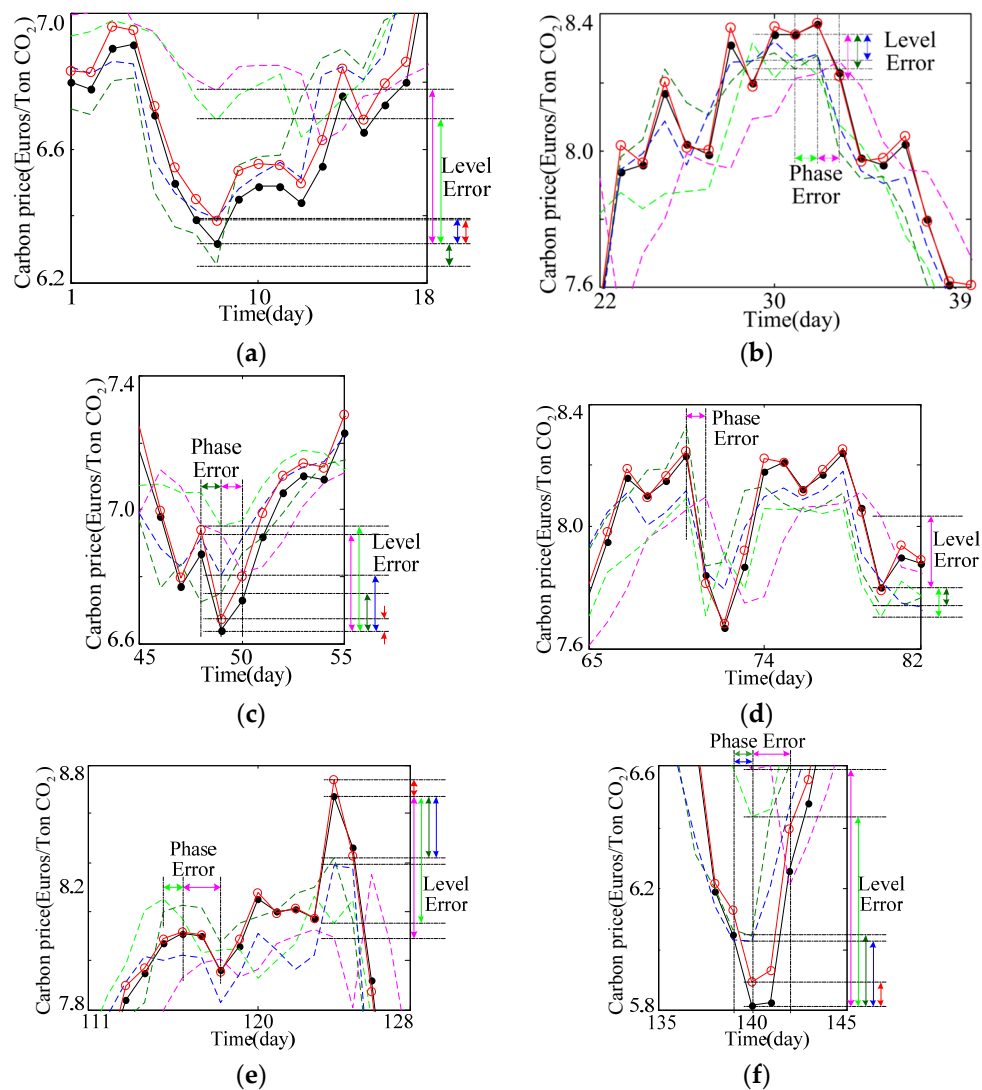 Carbon price(Euros/Ton CO₂)
7.0
6.6
6.2
1
10
18
Time(day)
Level
Error
(a)
Carbon price(Euros/Ton CO₂)
8.4
8.0
7.6
22
30
39
Time(day)
Level
Error
Phase
Error
(b)
Carbon price(Euros/Ton CO₂)
7.4
7.0
6.6
45
50
55
Time(day)
Phase
Error
Level
Error
(c)
Carbon price(Euros/Ton CO₂)
8.4
8.0
7.6
65
74
82
Time(day)
Phase
Error
Level
Error
(d)
Carbon price(Euros/Ton CO₂)
8.8
8.2
7.8
111
120
128
Time(day)
Phase
Error
Level
Error
(e)
Carbon price(Euros/Ton CO₂)
6.6
6.2
5.8
135
140
145
Time(day)
Phase Error
Level
Error
(f)